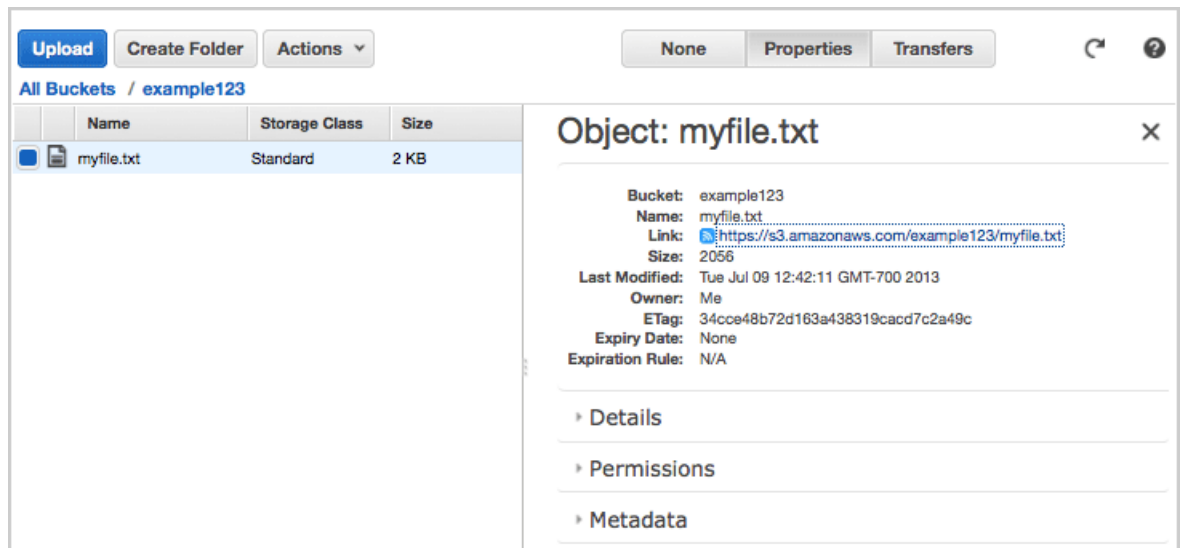 Upload Create Folder Actions None Properties Transfers
All Buckets / example123
Name Storage Class Size
myfile.txt Standard 2 KB
Object: myfile.txt
Bucket: example123
Name: myfile.txt
Link: https://s3.amazonaws.com/example123/myfile.txt
Size: 2056
Last Modified: Tue Jul 09 12:42:11 GMT-700 2013
Owner: Me
ETag: 34cce48b72d163a438319cacd7c2a49c
Expiry Date: None
Expiration Rule: N/A
Details
Permissions
Metadata